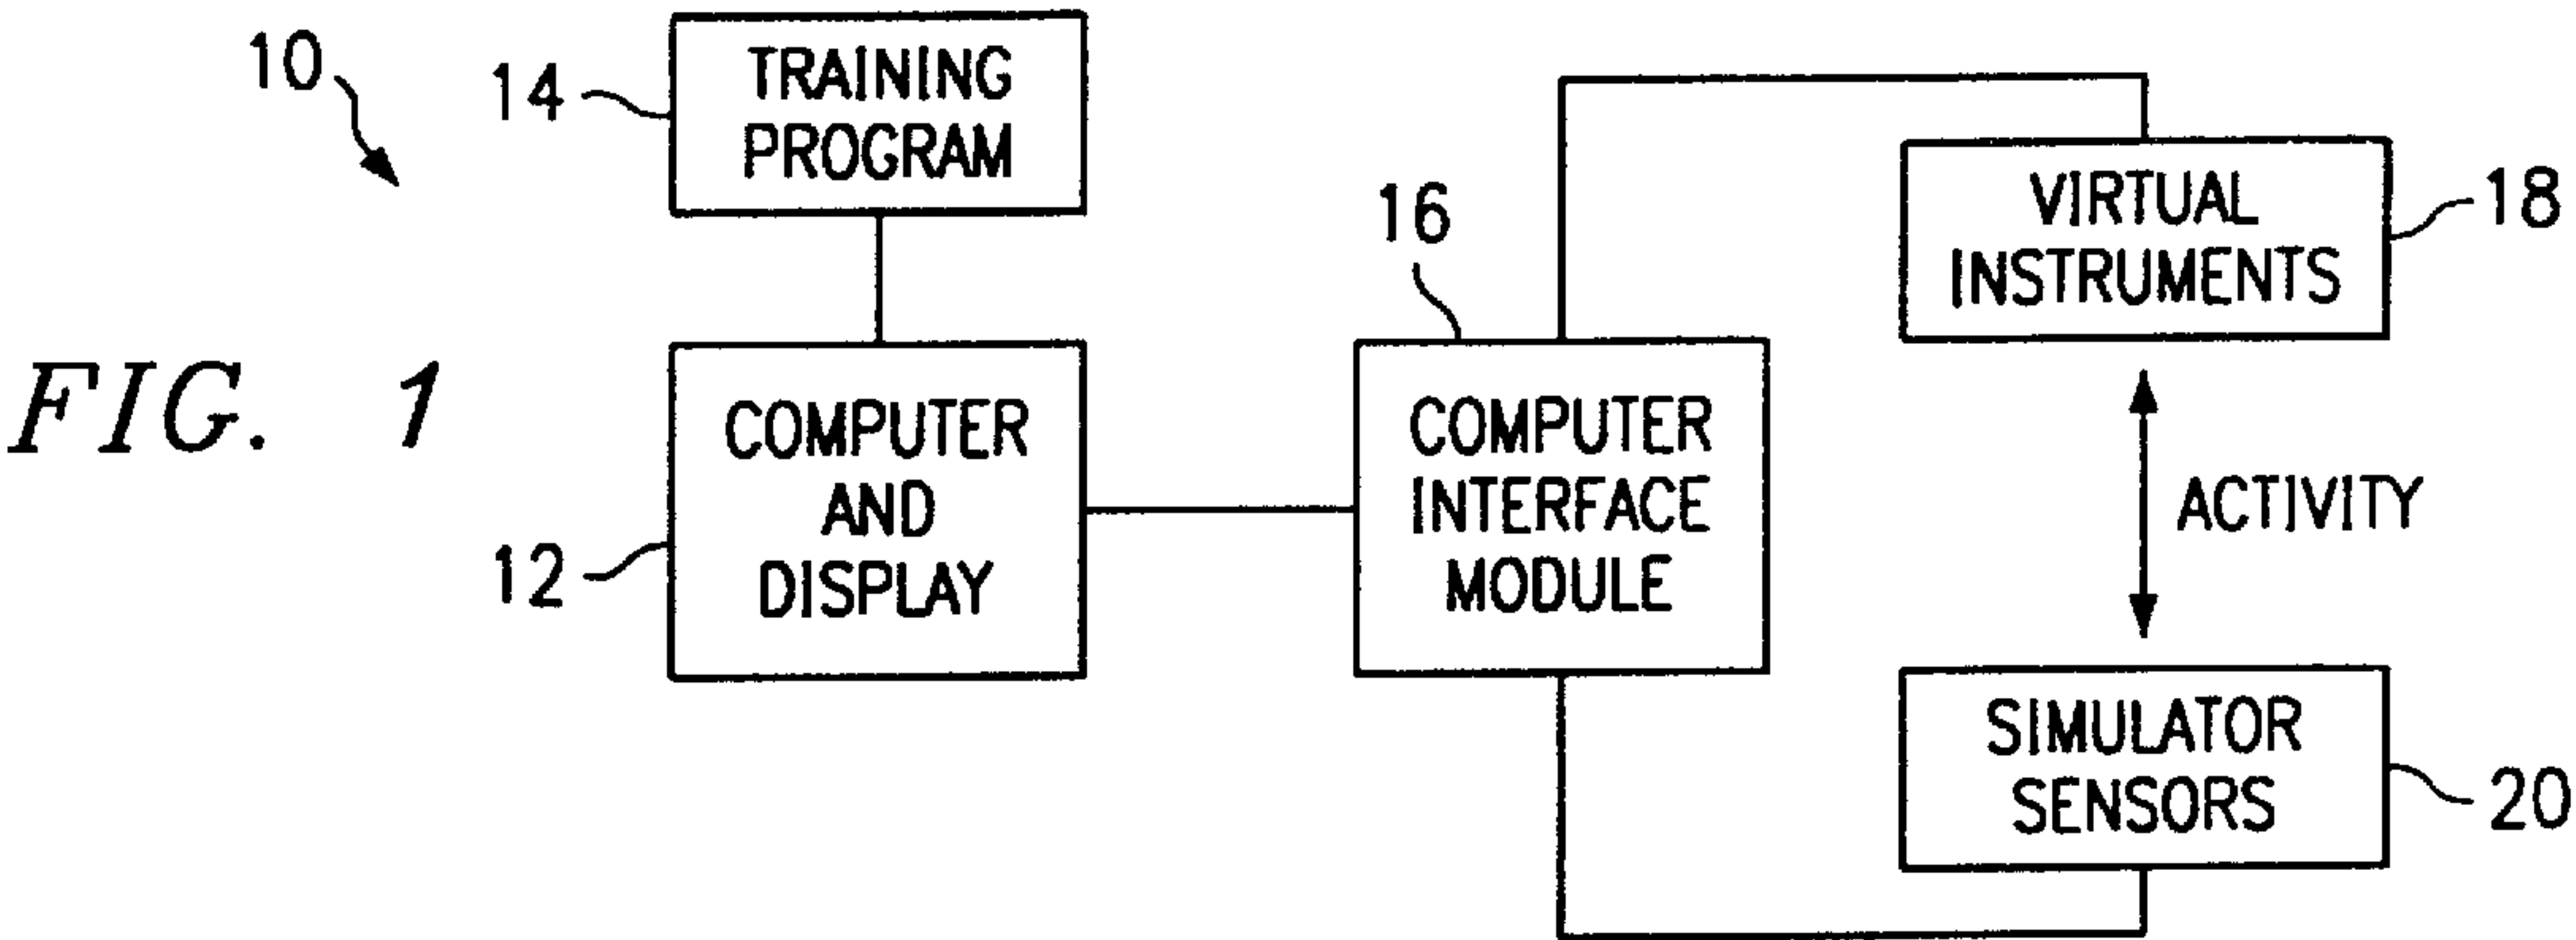 10
14
TRAINING
PROGRAM
16
VIRTUAL
INSTRUMENTS
18
FIG. 1
COMPUTER
AND
DISPLAY
12
COMPUTER
INTERFACE
MODULE
ACTIVITY
SIMULATOR
SENSORS
20